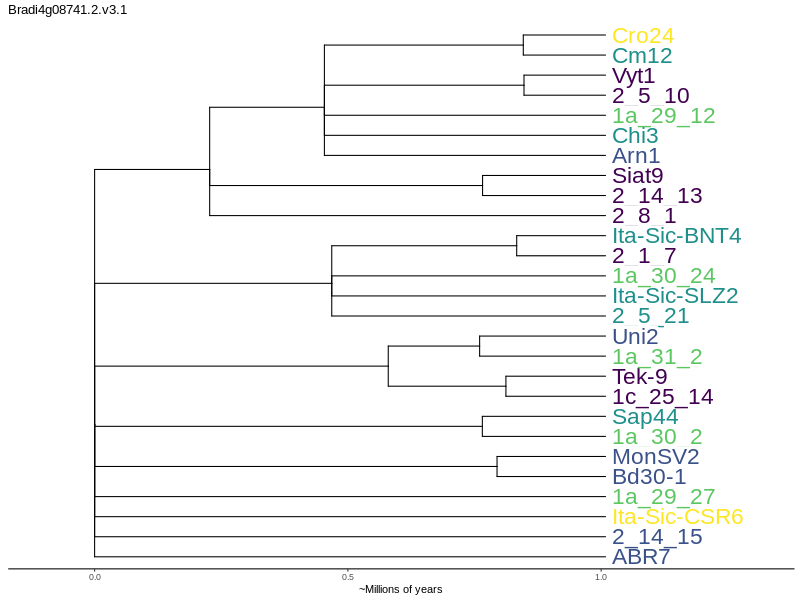 Bradi4g08741.2.v3.1
Cro24
Cm12
Vyt1
2_5_10
1a_29_12
Chi3
Arn1
Siat9
2_14_13
2_8_1
Ita-Sic-BNT4
2_1_7
1a_30_24
Ita-Sic-SLZ2
2_5_21
Uni2
1a_31_2
Tek-9
1c_25_14
Sap44
1a_30_2
MonSV2
Bd30-1
1a_29_27
Ita-Sic-CSR6
2_14_15
ABR7
0.0 0.5 1.0
~Millions of years